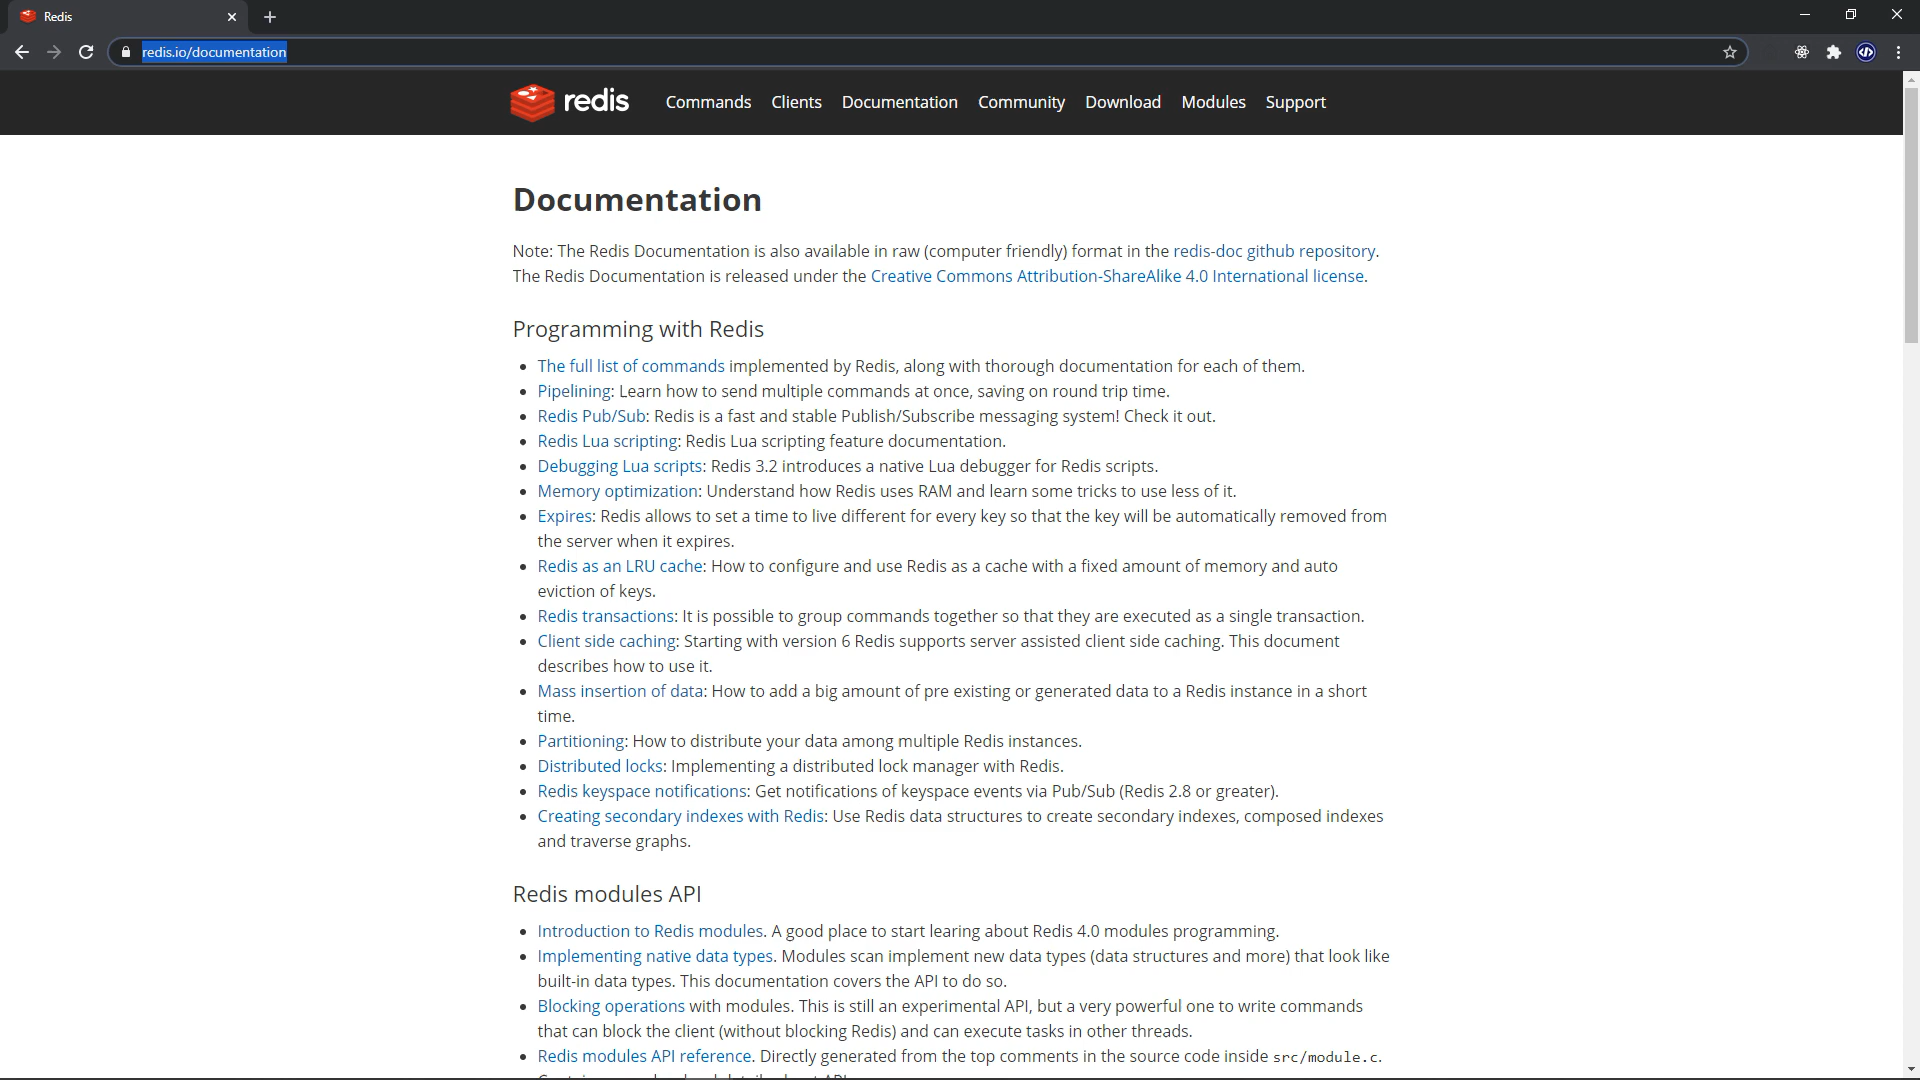 Redis
redis.io/documentation
redis
Commands Clients Documentation Community Download Modules Support
Documentation
Note: The Redis Documentation is also available in raw (computer friendly) format in the redis-doc github repository.
The Redis Documentation is released under the Creative Commons Attribution-ShareAlike 4.0 International license.
Programming with Redis
The full list of commands implemented by Redis, along with thorough documentation for each of them.
Pipelining: Learn how to send multiple commands at once, saving on round trip time.
Redis Pub/Sub: Redis is a fast and stable Publish/Subscribe messaging system! Check it out.
Redis Lua scripting: Redis Lua scripting feature documentation.
Debugging Lua scripts: Redis 3.2 introduces a native Lua debugger for Redis scripts.
Memory optimization: Understand how Redis uses RAM and learn some tricks to use less of it.
Expires: Redis allows to set a time to live different for every key so that the key will be automatically removed from
the server when it expires.
Redis as an LRU cache: How to configure and use Redis as a cache with a fixed amount of memory and auto
eviction of keys.
Redis transactions: It is possible to group commands together so that they are executed as a single transaction.
Client side caching: Starting with version 6 Redis supports server assisted client side caching. This document
describes how to use it.
Mass insertion of data: How to add a big amount of pre existing or generated data to a Redis instance in a short
time.
Partitioning: How to distribute your data among multiple Redis instances.
Distributed locks: Implementing a distributed lock manager with Redis.
Redis keyspace notifications: Get notifications of keyspace events via Pub/Sub (Redis 2.8 or greater).
Creating secondary indexes with Redis: Use Redis data structures to create secondary indexes, composed indexes
and traverse graphs.
Redis modules API
Introduction to Redis modules. A good place to start learing about Redis 4.0 modules programming.
Implementing native data types. Modules scan implement new data types (data structures and more) that look like
built-in data types. This documentation covers the API to do so.
Blocking operations with modules. This is still an experimental API, but a very powerful one to write commands
that can block the client (without blocking Redis) and can execute tasks in other threads.
Redis modules API reference. Directly generated from the top comments in the source code inside src/module.c.